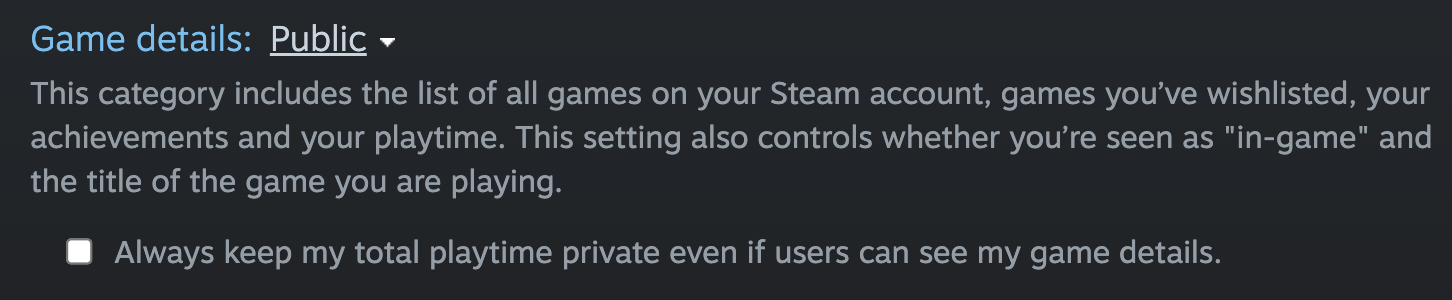 Game details: Public
This category includes the list of all games on your Steam account, games you’ve wishlisted, your
achievements and your playtime. This setting also controls whether you’re seen as "in-game" and
the title of the game you are playing.
Always keep my total playtime private even if users can see my game details.